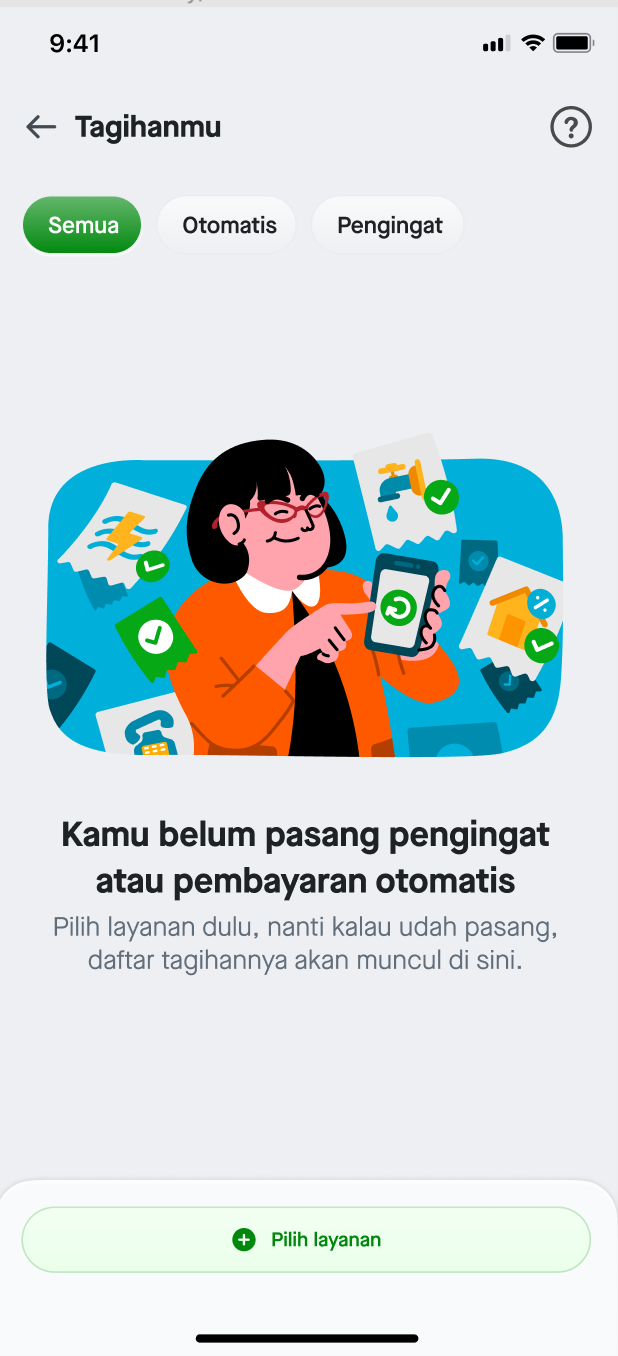 9:41
Tagihanmu
?
Semua
Otomatis
Pengingat
Kamu belum pasang pengingat
atau pembayaran otomatis
Pilih layanan dulu, nanti kalau udah pasang,
daftar tagihannya akan muncul di sini.
Pilih layanan